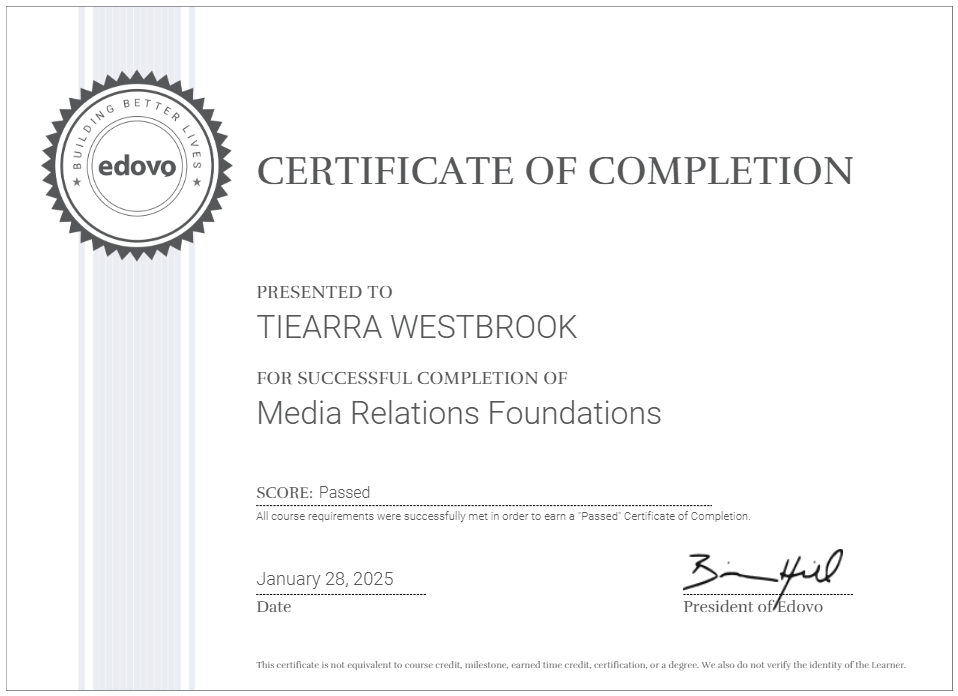 BUILDING BETTER LIVES
edovo
CERTIFICATE OF COMPLETION
PRESENTED TO
TIEARRA WESTBROOK
FOR SUCCESSFUL COMPLETION OF
Media Relations Foundations
SCORE: Passed
All course requirements were successfully met in order to earn a "Passed" Certificate of Completion.
January 28, 2025
Date
Brian Hill
President of Edovo
This certificate is not equivalent to course credit, milestone, earned time credit, certification, or a degree. We also do not verify the identity of the Learner.